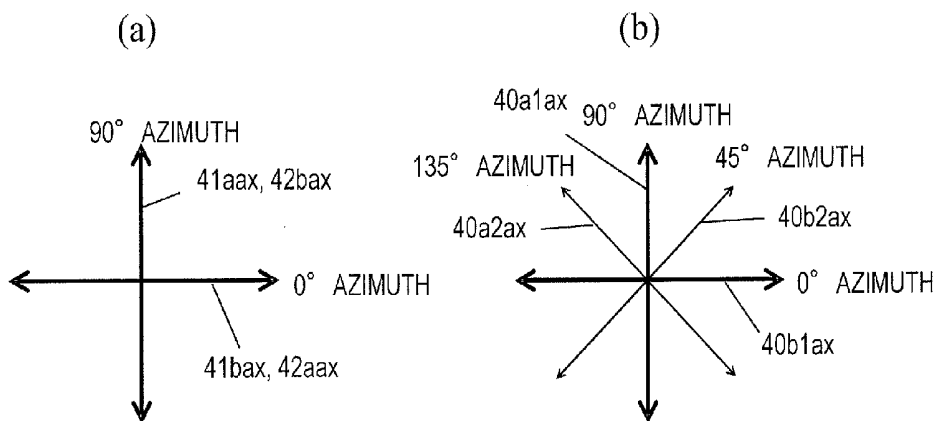 (a)
90° AZIMUTH
41aax, 42bax
0° AZIMUTH
41bax, 42aax
(b)
40a1ax
90° AZIMUTH
135° AZIMUTH
45° AZIMUTH
40a2ax
40b2ax
0° AZIMUTH
40b1ax